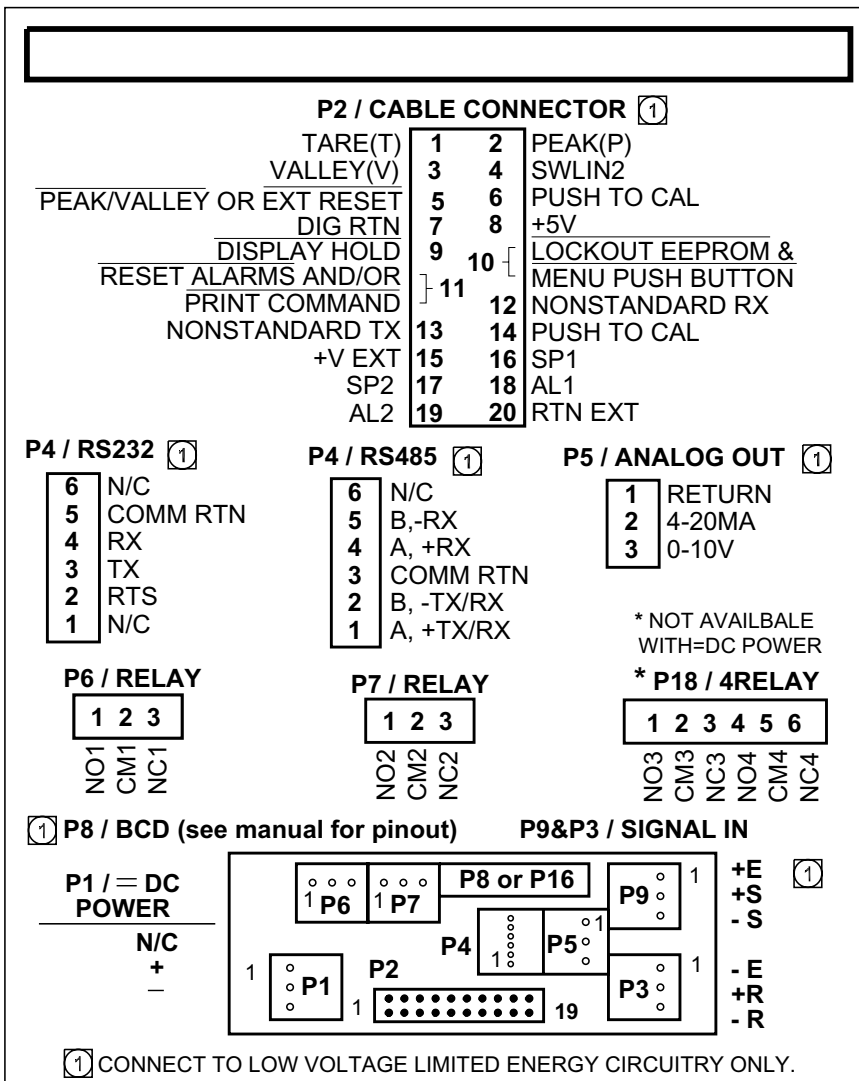 P2 / CABLE CONNECTOR 1
TARE(T) 1 2 PEAK(P)
VALLEY(V) 3 4 SWLIN2
PEAK/VALLEY OR EXT RESET 5 6 PUSH TO CAL
DIG RTN 7 8 +5V
DISPLAY HOLD 9 10 LOCKOUT EEPROM &
MENU PUSH BUTTON
RESET ALARMS AND/OR 11
PRINT COMMAND 12 NONSTANDARD RX
NONSTANDARD TX 13 14 PUSH TO CAL
+V EXT 15 16 SP1
SP2 17 18 AL1
AL2 19 20 RTN EXT
P4 / RS232 1
6 N/C
5 COMM RTN
4 RX
3 TX
2 RTS
1 N/C
P4 / RS485 1
6 N/C
5 B,-RX
4 A, +RX
3 COMM RTN
2 B, -TX/RX
1 A, +TX/RX
P5 / ANALOG OUT 1
1 RETURN
2 4-20MA
3 0-10V
* NOT AVAILBALE
WITH=DC POWER
P6 / RELAY
1 2 3
NO1 CM1 NC1
P7 / RELAY
1 2 3
NO2 CM2 NC2
* P18 / 4RELAY
1 2 3 4 5 6
NO3 CM3 NC3 NO4 CM4 NC4
1 P8 / BCD (see manual for pinout)
P9&P3 / SIGNAL IN
P1 / = DC
POWER
N/C
+
–
1 P6
1 P7
P8 or P16
P9 1
+E 1
+S
- S
P4 1
P5 1
1 P1
P2
1 19
P3 1
- E
+R
- R
1 CONNECT TO LOW VOLTAGE LIMITED ENERGY CIRCUITRY ONLY.